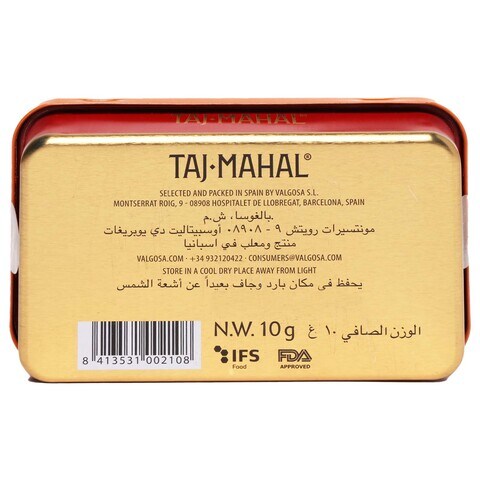 TAJ·MAHAL
TAJ·MAHAL®
SELECTED AND PACKED IN SPAIN BY VALGOSA S.L.
MONTSERRAT ROIG, 9 - 08908 HOSPITALET DE LLOBREGAT, BARCELONA, SPAIN
بالغوسا، ش.م.
مونتسيرات رويتش ٩ - ٠٨٩٠٨ أوسبيتاليت دي يوبريغات
منتج ومعلب في اسبانيا
VALGOSA.COM - +34 932120422 - CONSUMERS@VALGOSA.COM
STORE IN A COOL DRY PLACE AWAY FROM LIGHT
يحفظ في مكان بارد وجاف بعيداً عن أشعة الشمس
N.W. 10 g الوزن الصافي ١٠ غ
8 413531 002108
IFS
Food
FDA
APPROVED